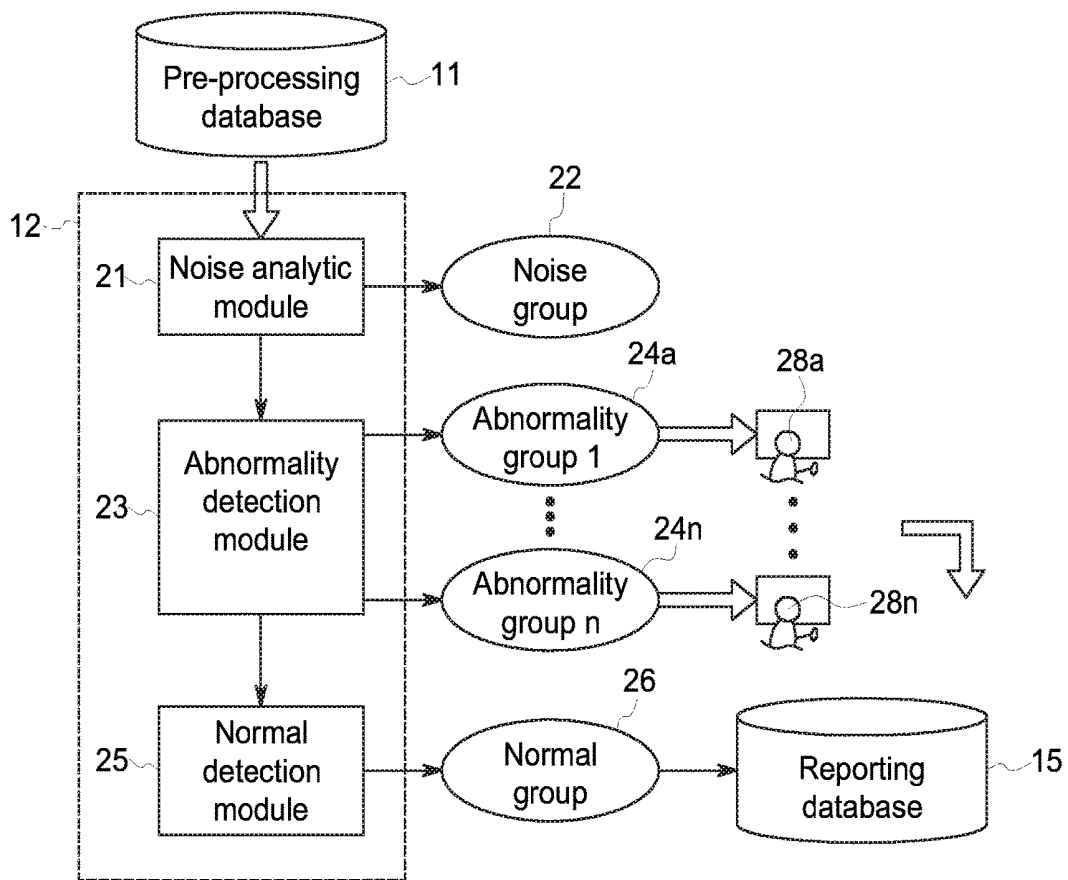 Pre-processing
database
11
12
22
21
Noise analytic
module
Noise
group
24a
28a
Abnormality
group 1
23
Abnormality
detection
module
24n
Abnormality
group n
28n
26
25
Normal
detection
module
Normal
group
Reporting
database
15